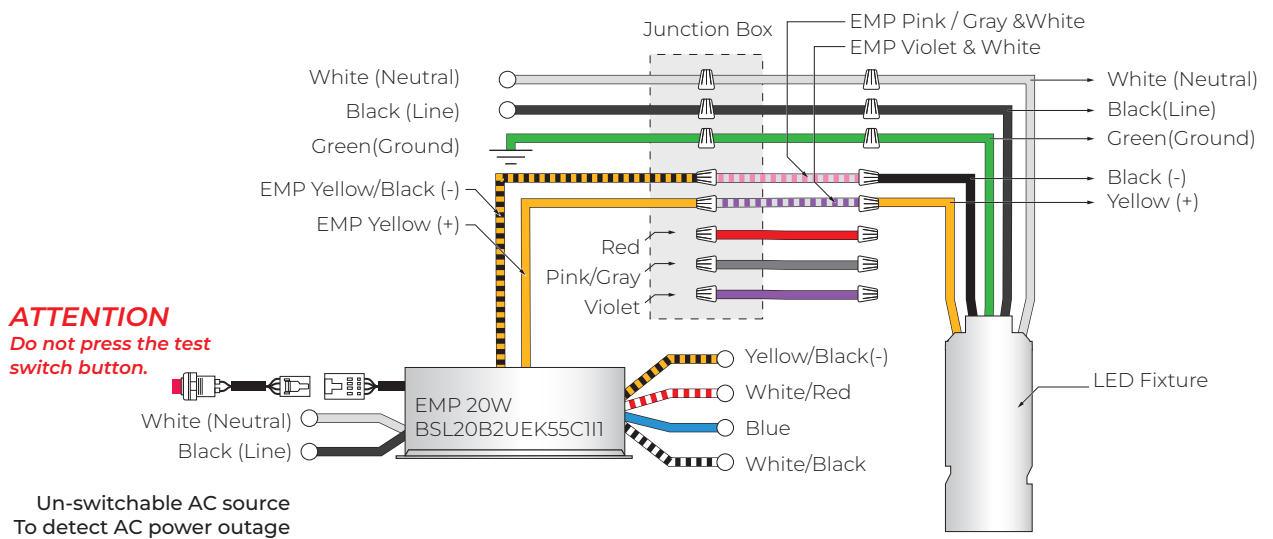 EMP Pink / Gray &White
Junction Box
EMP Violet & White
White (Neutral)
White (Neutral)
Black (Line)
Black(Line)
Green(Ground)
Green(Ground)
EMP Yellow/Black (-)
Black (-)
Yellow (+)
EMP Yellow (+)
Red
Pink/Gray
Violet
ATTENTION
Do not press the test
switch button.
Yellow/Black(-)
White/Red
LED Fixture
EMP 20W
BSL20B2UEK55C1I1
White (Neutral)
Blue
Black (Line)
White/Black
Un-switchable AC source
To detect AC power outage